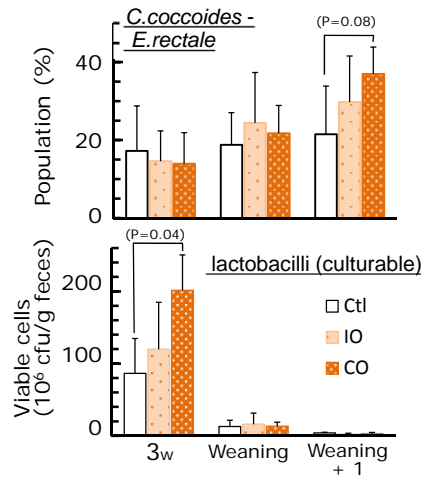 C.coccoides -
E.rectale
(P=0.08)
Population (%)
40
20
0
(P=0.04)
lactobacilli (culturable)
Viable cells
(10⁶ cfu/g feces)
200
100
0
Ctl
IO
CO
3w Weaning Weaning
+ 1